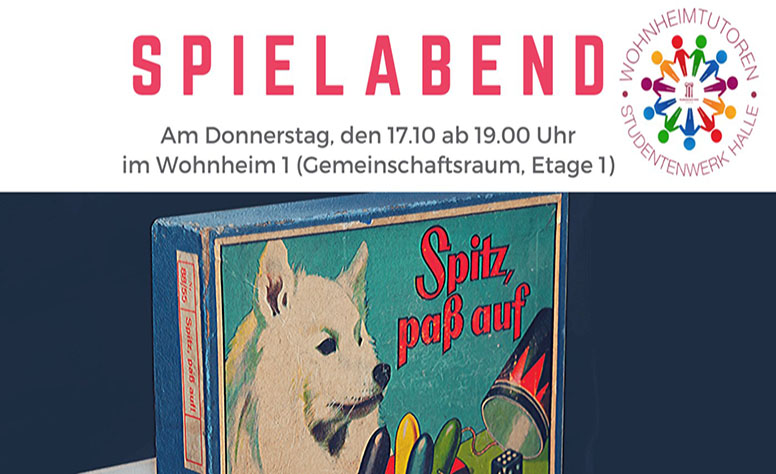 SPIELABEND
Am Donnerstag, den 17.10 ab 19.00 Uhr
im Wohnheim 1 (Gemeinschaftsraum, Etage 1)
• WOHNHEIMTUTOREN •
STUDENTENWERK HALLE
Spitz,
paß auf
Spitz, paß auf!